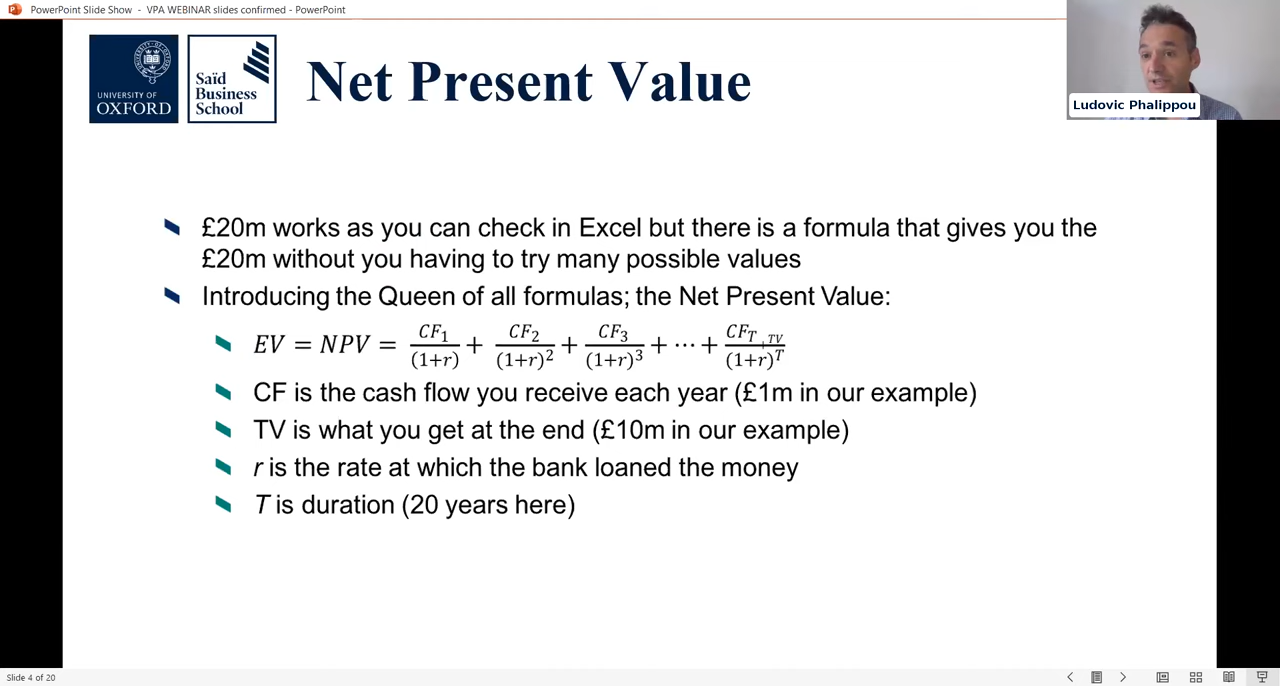 PowerPoint Slide Show - VPA WEBINAR slides confirmed - PowerPoint
UNIVERSITY OF
OXFORD
Saïd
Business
School
Net Present Value
Ludovic Phalippou
£20m works as you can check in Excel but there is a formula that gives you the
£20m without you having to try many possible values
Introducing the Queen of all formulas; the Net Present Value:
EV = NPV = CF₁/(1+r) + CF₂/(1+r)² + CF₃/(1+r)³ + ⋯ + CF_T+TV/(1+r)^T
CF is the cash flow you receive each year (£1m in our example)
TV is what you get at the end (£10m in our example)
r is the rate at which the bank loaned the money
T is duration (20 years here)
Slide 4 of 20